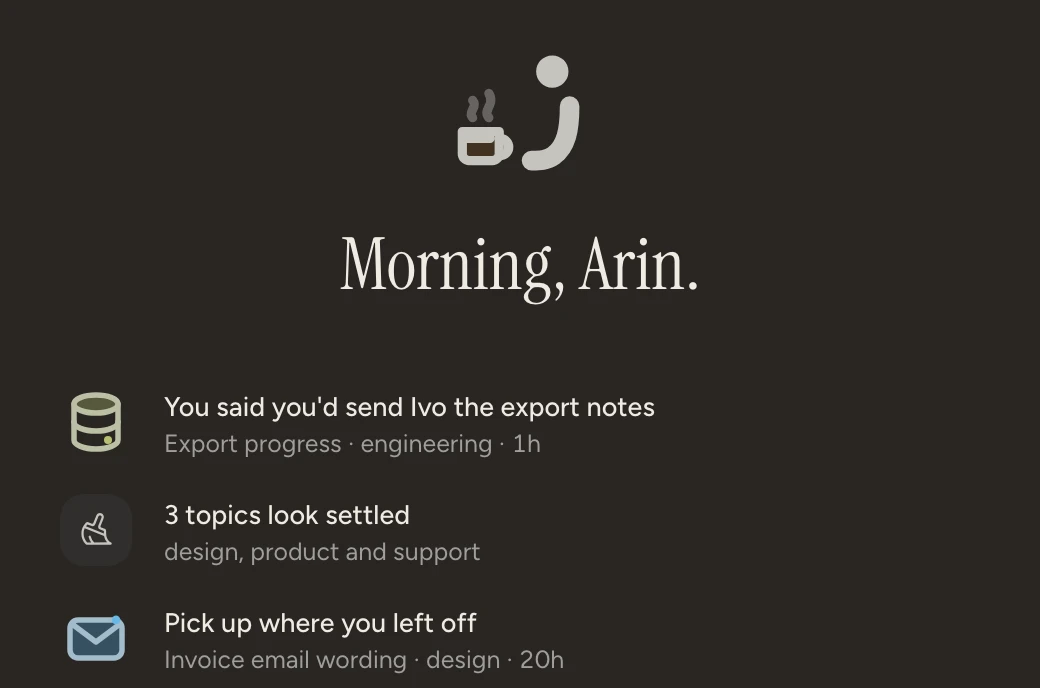 Morning, Arin.
You said you'd send Ivo the export notes
Export progress · engineering · 1h
3 topics look settled
design, product and support
Pick up where you left off
Invoice email wording · design · 20h